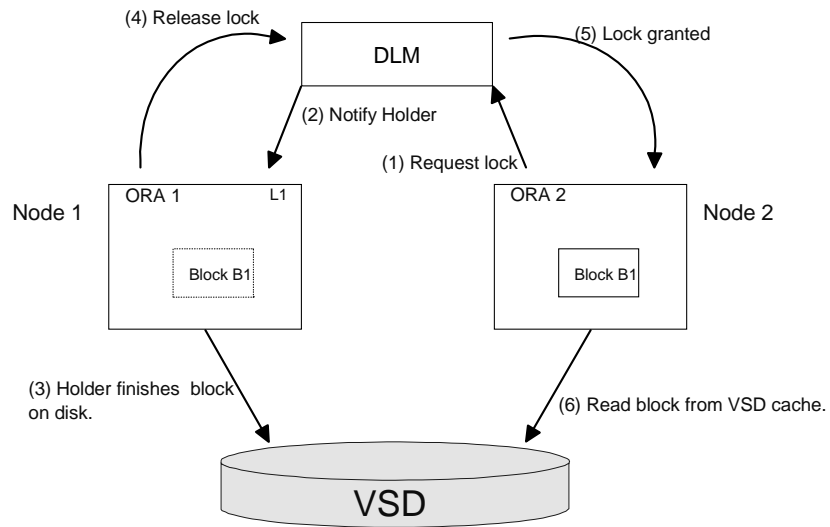 (4) Release lock
DLM
(5) Lock granted
(2) Notify Holder
(1) Request lock
Node 1
ORA 1
L1
Block B1
ORA 2
Block B1
Node 2
(3) Holder finishes block
on disk.
(6) Read block from VSD cache.
VSD